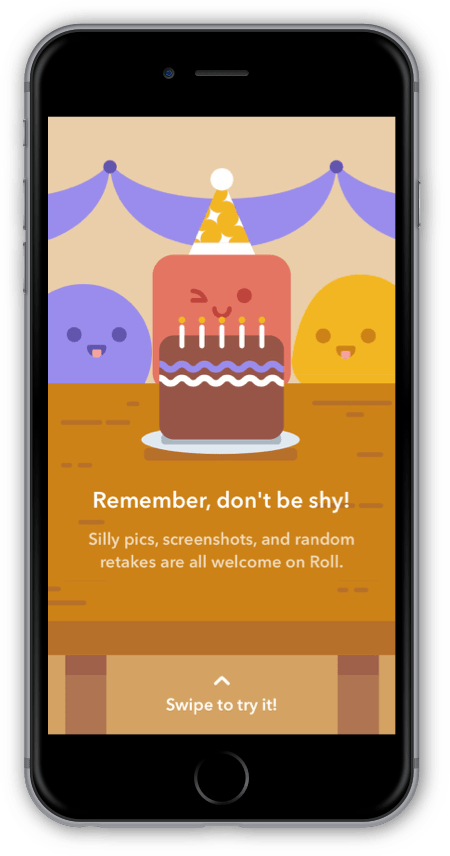 Remember, don't be shy!
Silly pics, screenshots, and random
retakes are all welcome on Roll.
Swipe to try it!